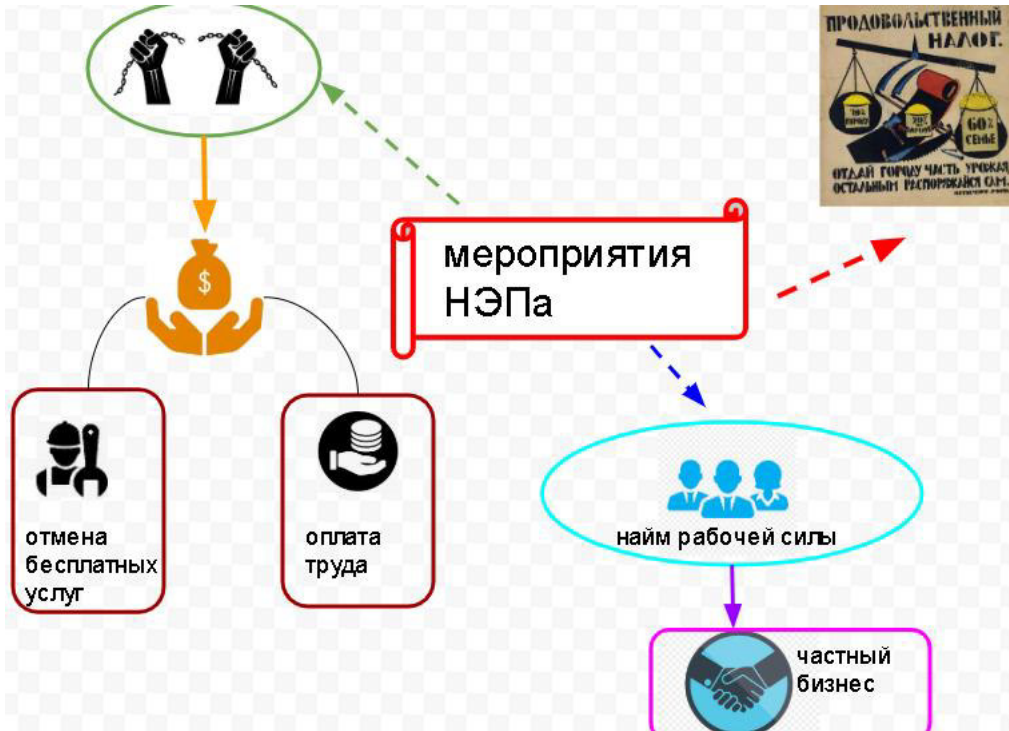 ПРОДОВОЛЬСТВЕННЫЙ
НАЛОГ.
60%
СЕМЬЕ
ОТДАЙ ГОРОДУ ЧАСТЬ УРОЖАЯ
ОСТАЛЬНЫМ РАСПОРЯЖАЙСЯ САМ.
мероприятия
НЭПа
$
отмена
бесплатных
услуг
оплата
труда
найм рабочей силы
частный
бизнес